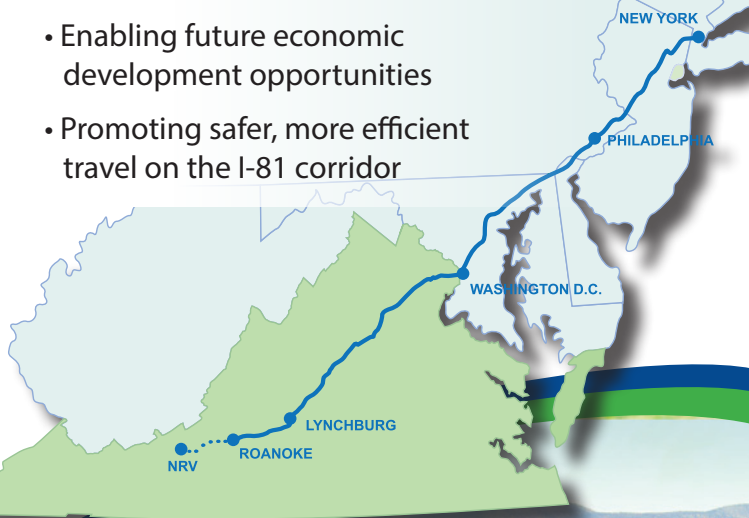 • Enabling future economic
development opportunities
• Promoting safer, more efficient
travel on the I-81 corridor
NEW YORK
PHILADELPHIA
WASHINGTON D.C.
LYNCHBURG
ROANOKE
NRV